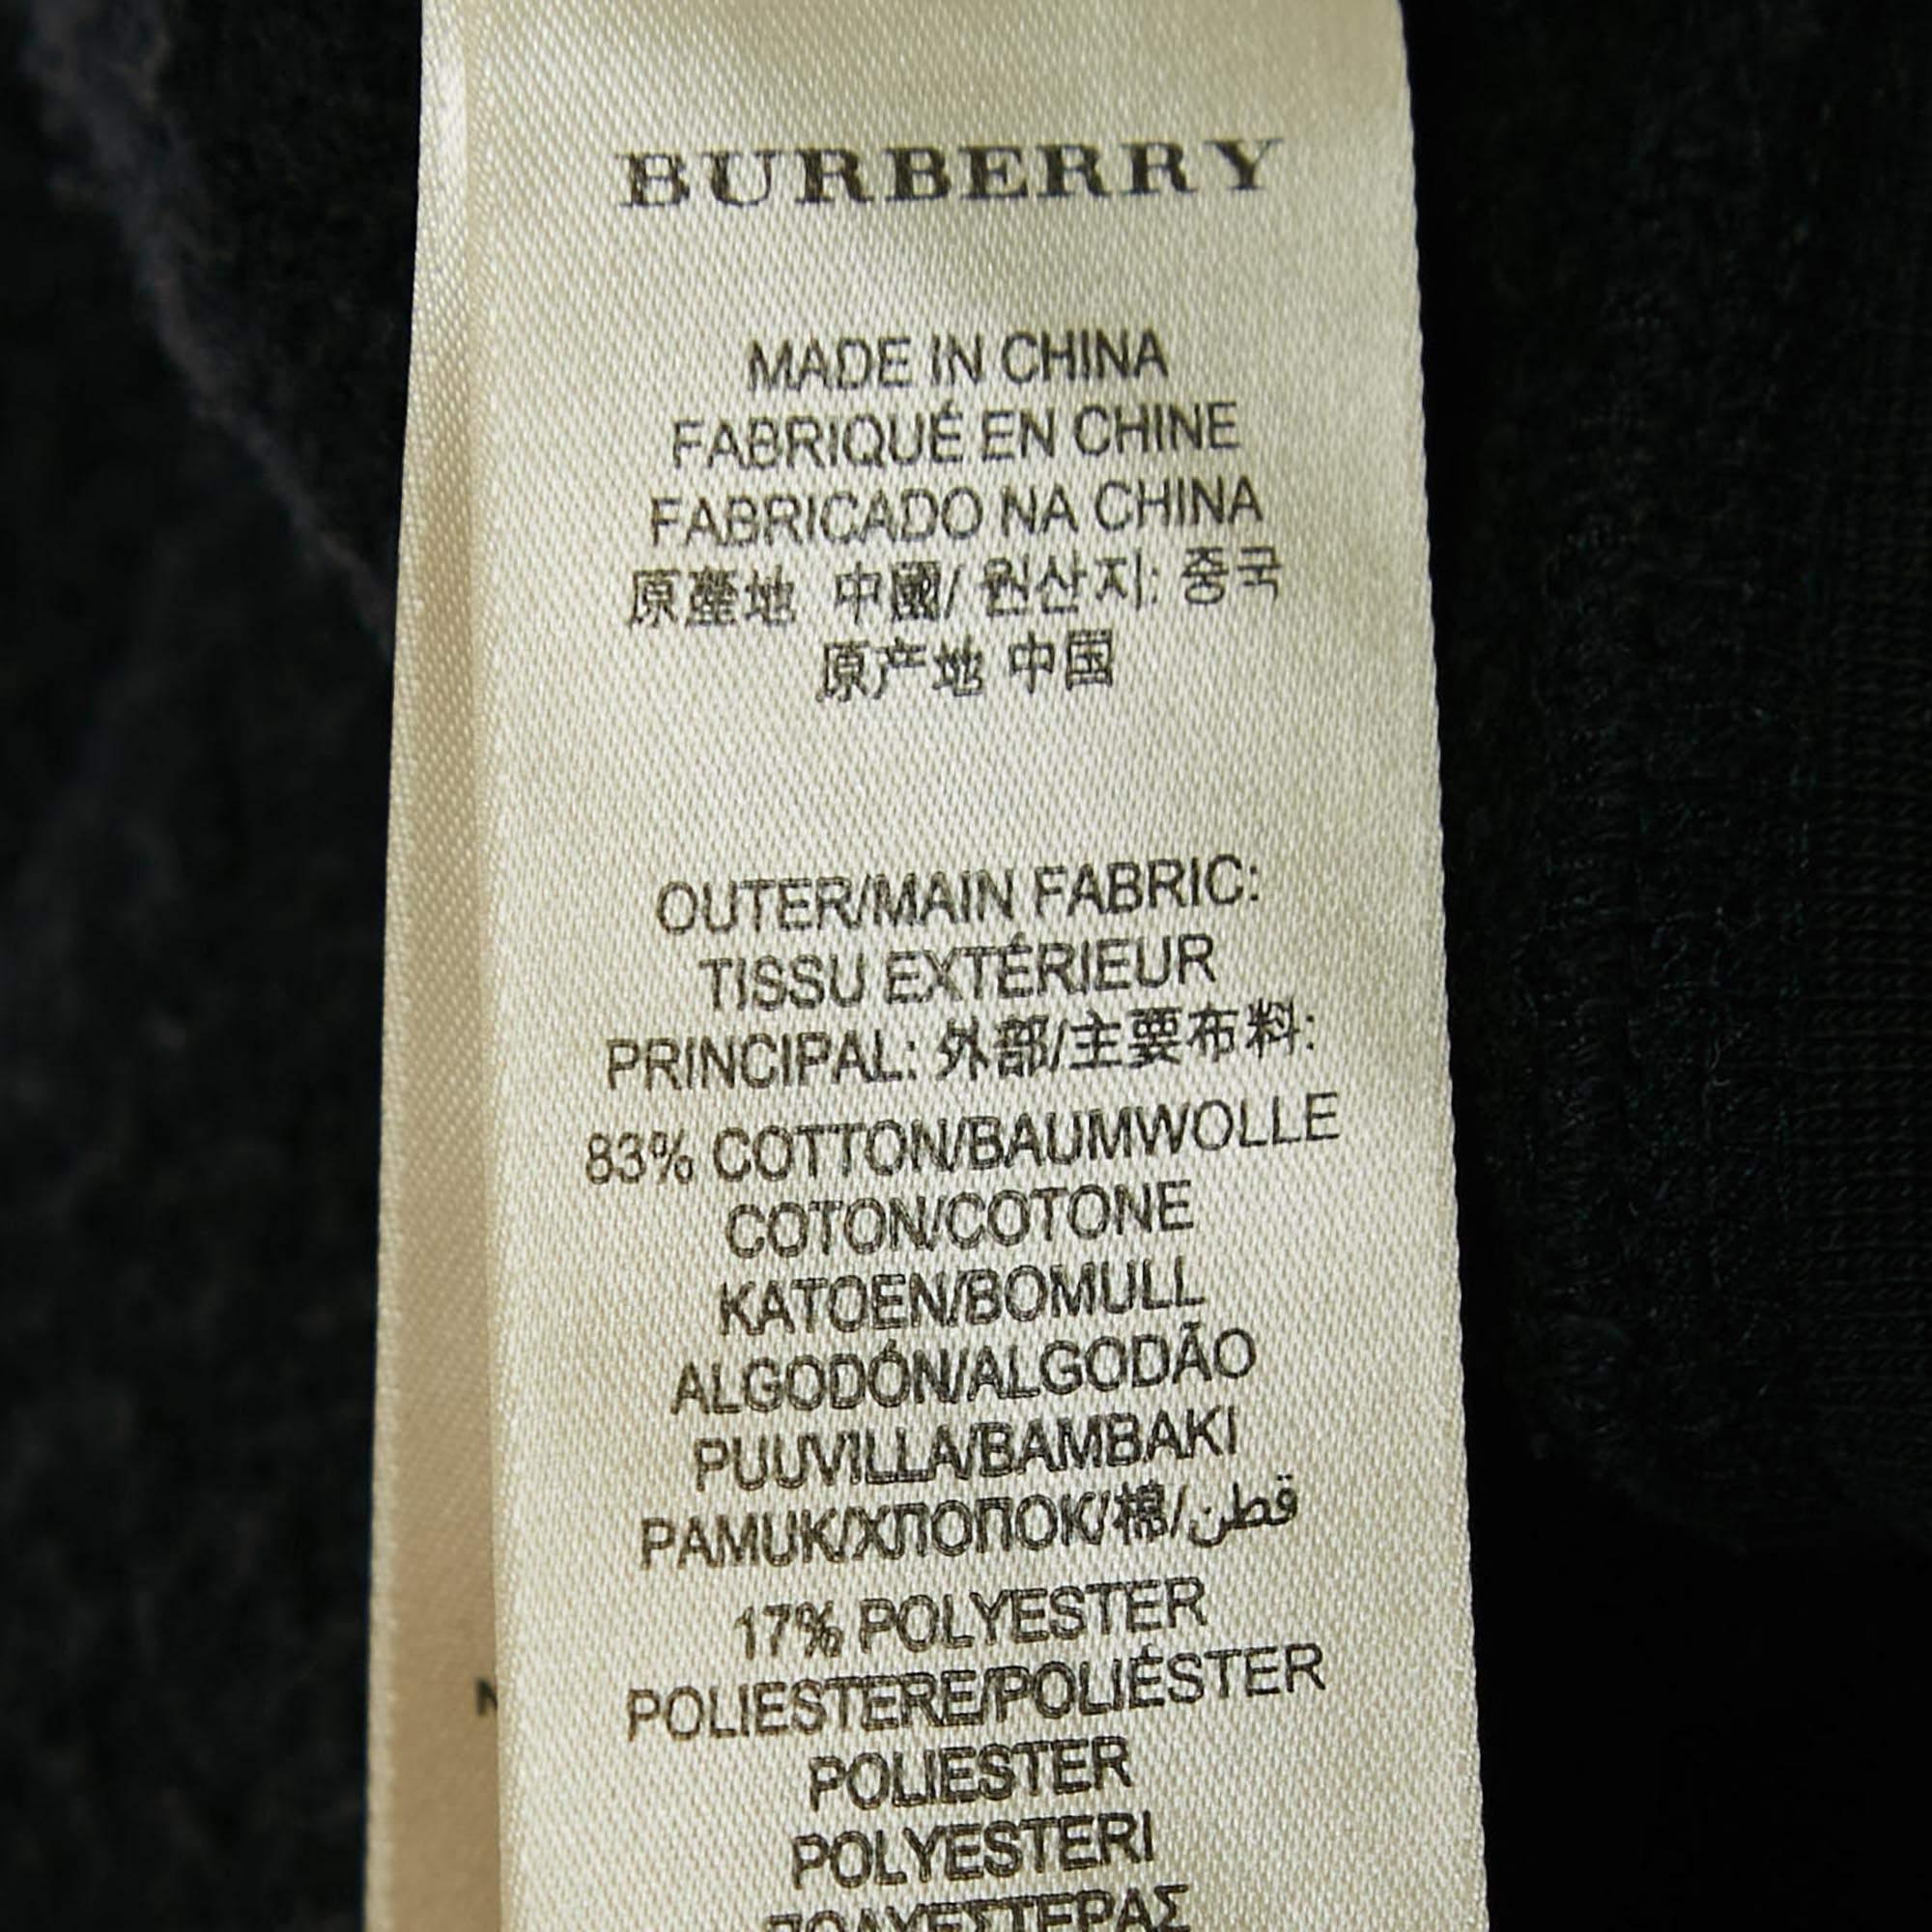 BURBERRY
MADE IN CHINA
FABRIQUÉ EN CHINE
FABRICADO NA CHINA
原產地 中國/ 원산지: 중국
原产地 中国
OUTER/MAIN FABRIC:
TISSU EXTÉRIEUR
PRINCIPAL: 外部/主要布料:
83% COTTON/BAUMWOLLE
COTON/COTONE
KATOEN/BOMULL
ALGODÓN/ALGODÃO
PUUVILLA/BAMBAKI
PAMUK/ХЛОПОК/棉/قطن
17% POLYESTER
POLIESTERE/POLIÉSTER
POLIESTER
POLYESTERI
ΠΟΛΥΕΣΤΕΡΑΣ